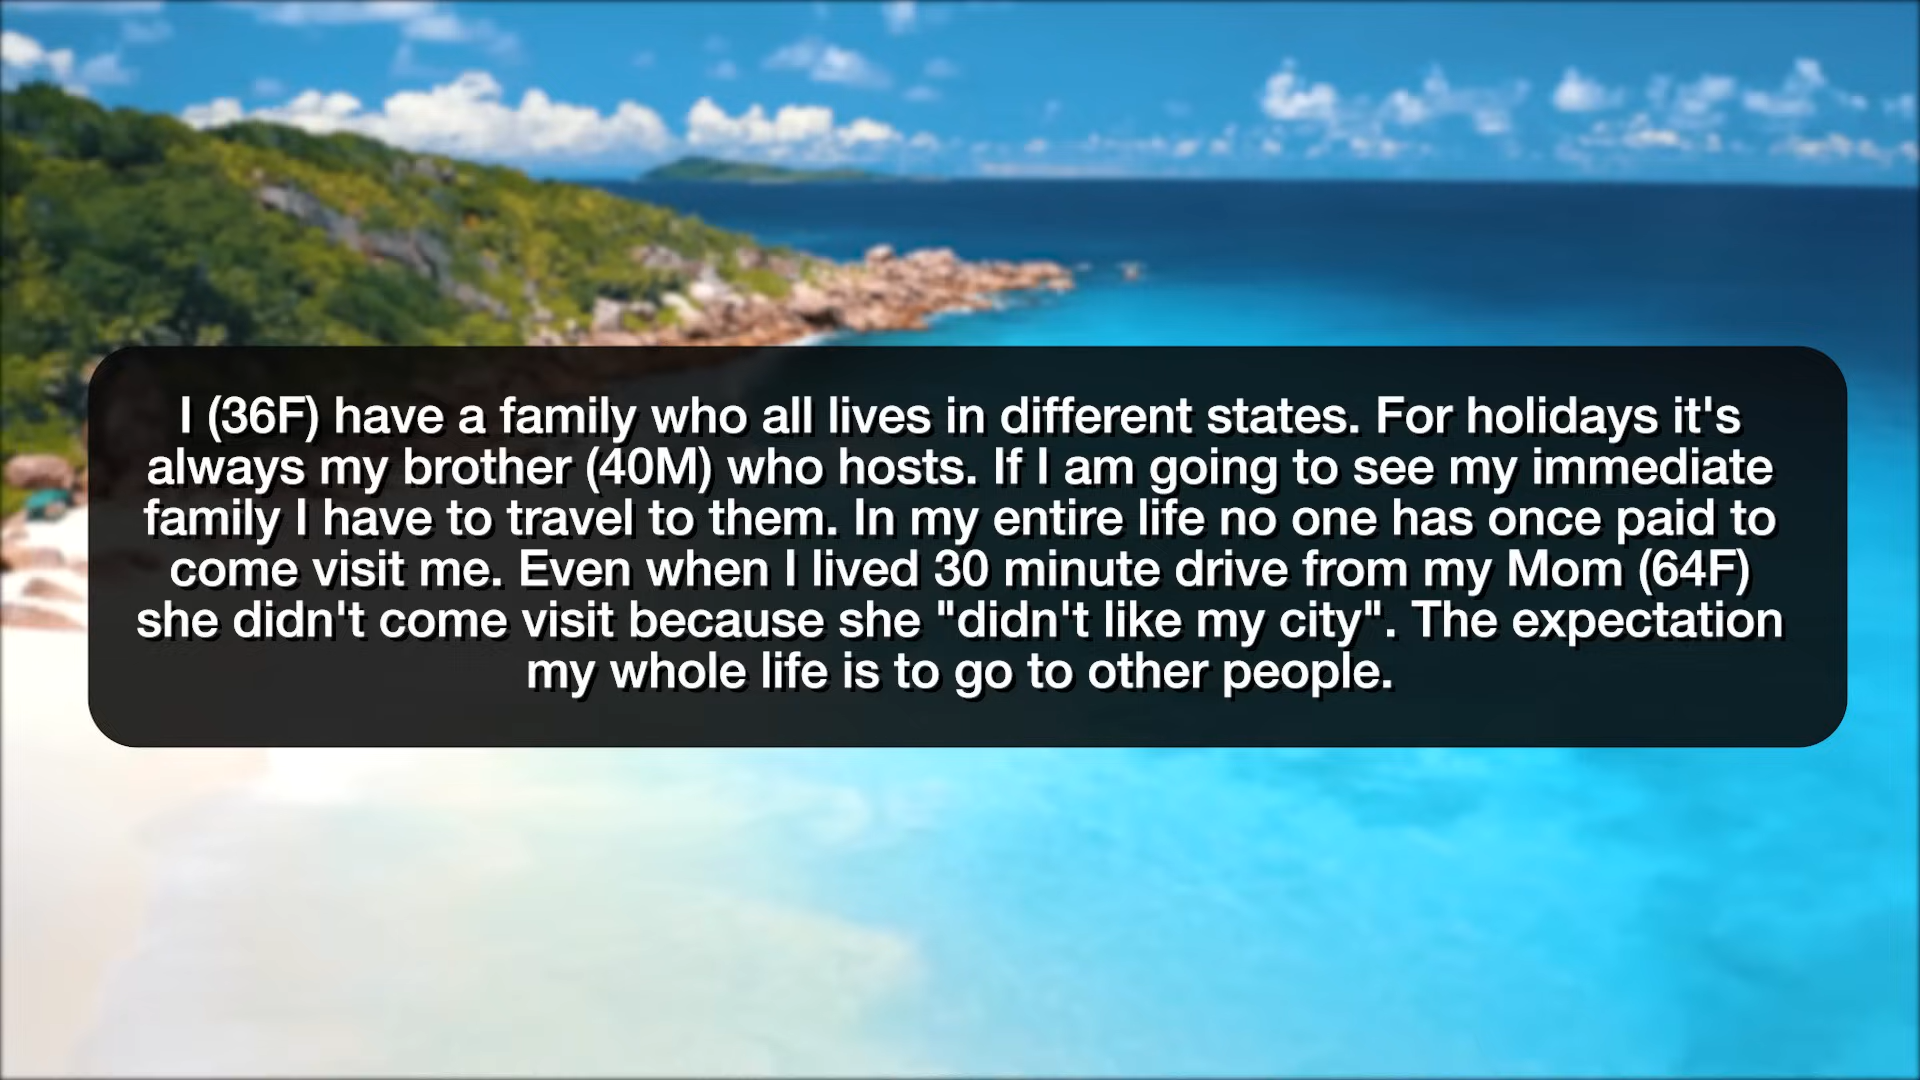 I (36F) have a family who all lives in different states. For holidays it's
always my brother (40M) who hosts. If I am going to see my immediate
family I have to travel to them. In my entire life no one has once paid to
come visit me. Even when I lived 30 minute drive from my Mom (64F)
she didn't come visit because she "didn't like my city". The expectation
my whole life is to go to other people.